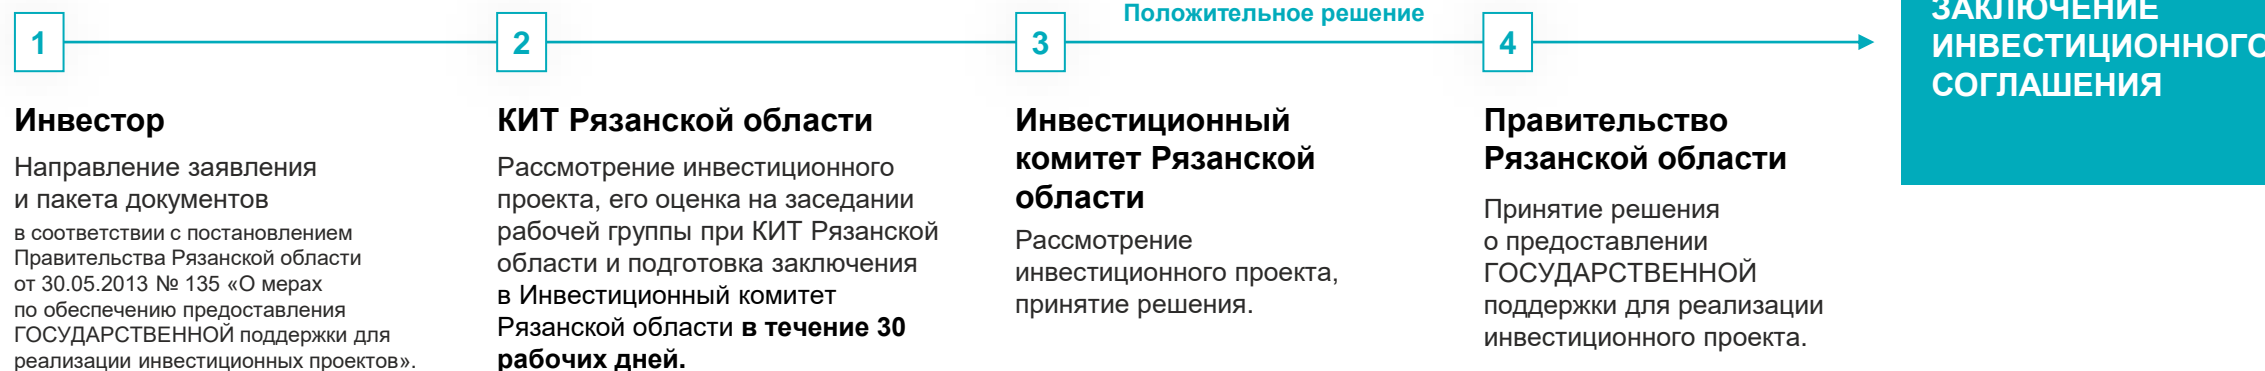 1
2
3
Положительное решение
4
ЗАКЛЮЧЕНИЕ
ИНВЕСТИЦИОННОГО
СОГЛАШЕНИЯ
Инвестор
Направление заявления
и пакета документов
в соответствии с постановлением
Правительства Рязанской области
от 30.05.2013 № 135 «О мерах
по обеспечению предоставления
ГОСУДАРСТВЕННОЙ поддержки для
реализации инвестиционных проектов».
КИТ Рязанской области
Рассмотрение инвестиционного
проекта, его оценка на заседании
рабочей группы при КИТ Рязанской
области и подготовка заключения
в Инвестиционный комитет
Рязанской области в течение 30
рабочих дней.
Инвестиционный
комитет Рязанской
области
Рассмотрение
инвестиционного проекта,
принятие решения.
Правительство
Рязанской области
Принятие решения
о предоставлении
ГОСУДАРСТВЕННОЙ
поддержки для реализации
инвестиционного проекта.